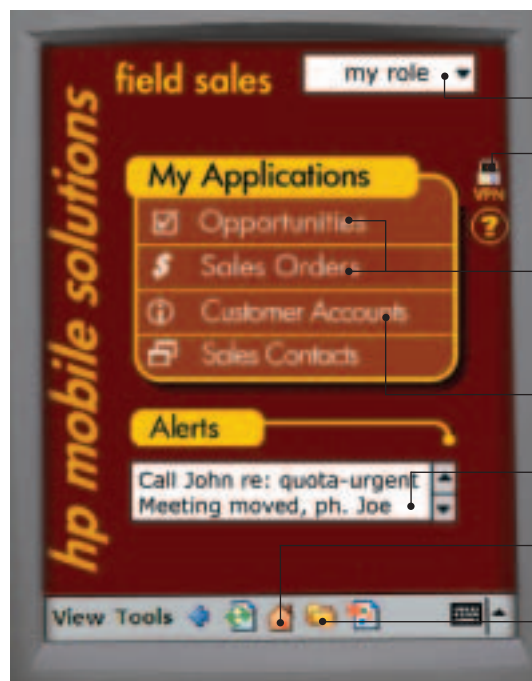 hp mobile solutions
field sales
my role
VPN
?
My Applications
Opportunities
$ Sales Orders
Customer Accounts
Sales Contacts
Alerts
Call John re: quota-urgent
Meeting moved, ph. Joe
View Tools